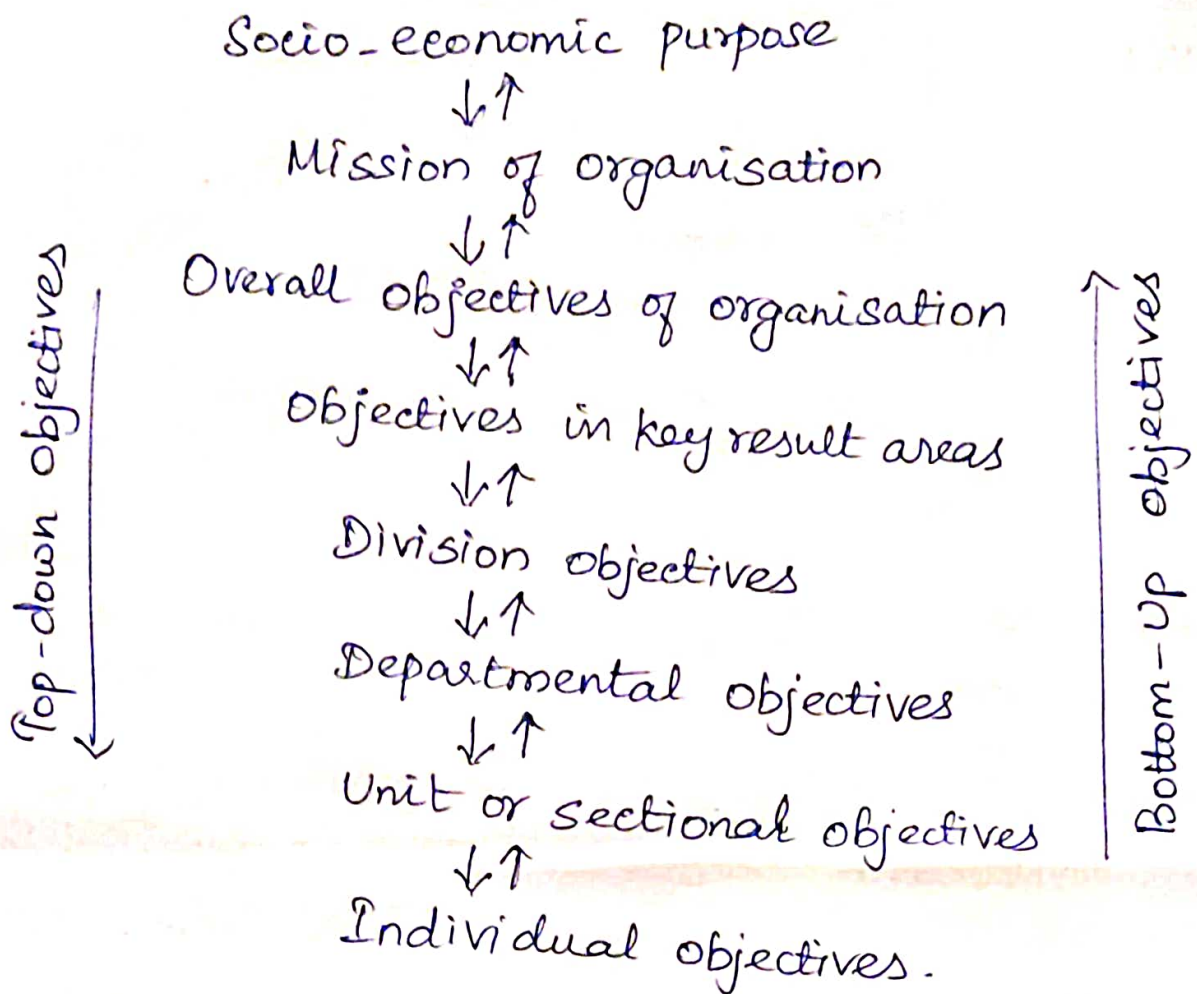 Socio-economic purpose
↓↑
Mission of organisation
↓↑
Overall objectives of organisation
↓↑
Objectives in key result areas
↓↑
Division objectives
↓↑
Departmental objectives
↓↑
Unit or sectional objectives
↓↑
Individual objectives.
Top-down objectives
Bottom-Up objectives